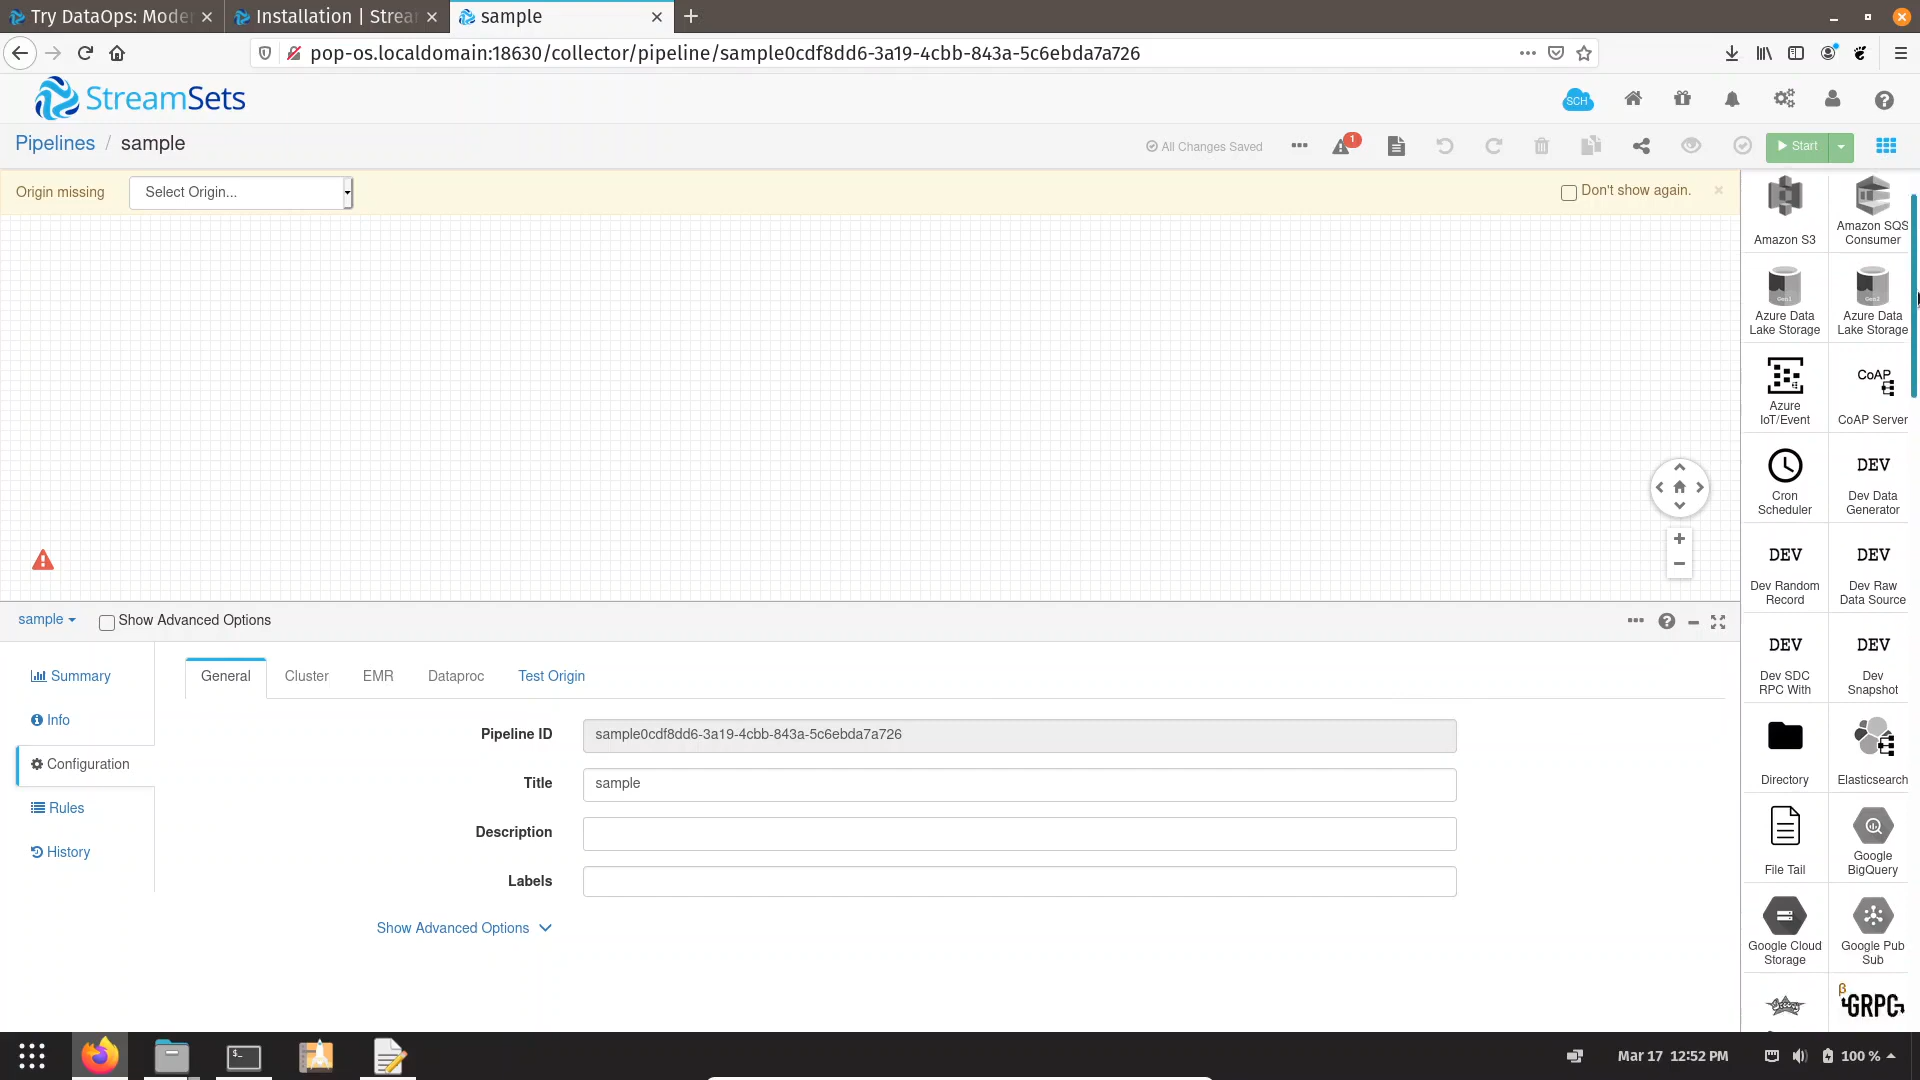 Try DataOps: Moder
Installation | Strea
sample
pop-os.localdomain:18630/collector/pipeline/sample0cdf8dd6-3a19-4cbb-843a-5c6ebda7a726
StreamSets
SCH
Pipelines / sample
All Changes Saved
1
Start
Origin missing
Select Origin...
Don't show again.
Amazon S3
Amazon SQS
Consumer
Gen1
Gen2
Azure Data
Lake Storage
Azure Data
Lake Storage
CoAP
Azure
IoT/Event
CoAP Server
DEV
Cron
Scheduler
Dev Data
Generator
DEV
DEV
Dev Random
Record
Dev Raw
Data Source
DEV
DEV
Dev SDC
RPC With
Dev
Snapshot
Directory
Elasticsearch
File Tail
Google
BigQuery
Google Cloud
Storage
Google Pub
Sub
β
GRPC
sample
Show Advanced Options
Summary
Info
Configuration
Rules
History
General
Cluster
EMR
Dataproc
Test Origin
Pipeline ID
sample0cdf8dd6-3a19-4cbb-843a-5c6ebda7a726
Title
sample
Description
Labels
Show Advanced Options
Mar 17 12:52 PM
100 %